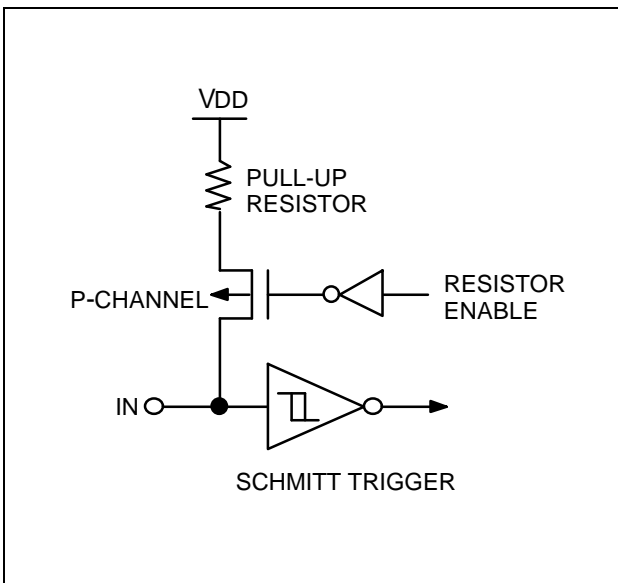 VDD
PULL-UP
RESISTOR
P-CHANNEL
RESISTOR
ENABLE
IN
SCHMITT TRIGGER